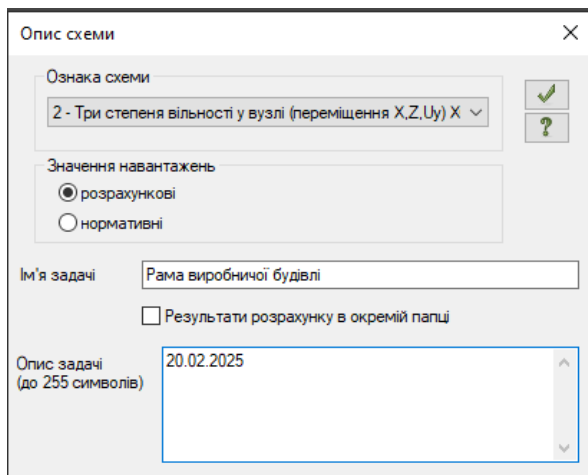 Опис схеми
Ознака схеми
2 - Три степеня вільності у вузлі (переміщення X,Z,Uy) X
Значення навантажень
розрахункові
нормативні
Ім'я задачі
Рама виробничої будівлі
Результати розрахунку в окремій папці
Опис задачі
(до 255 символів)
20.02.2025